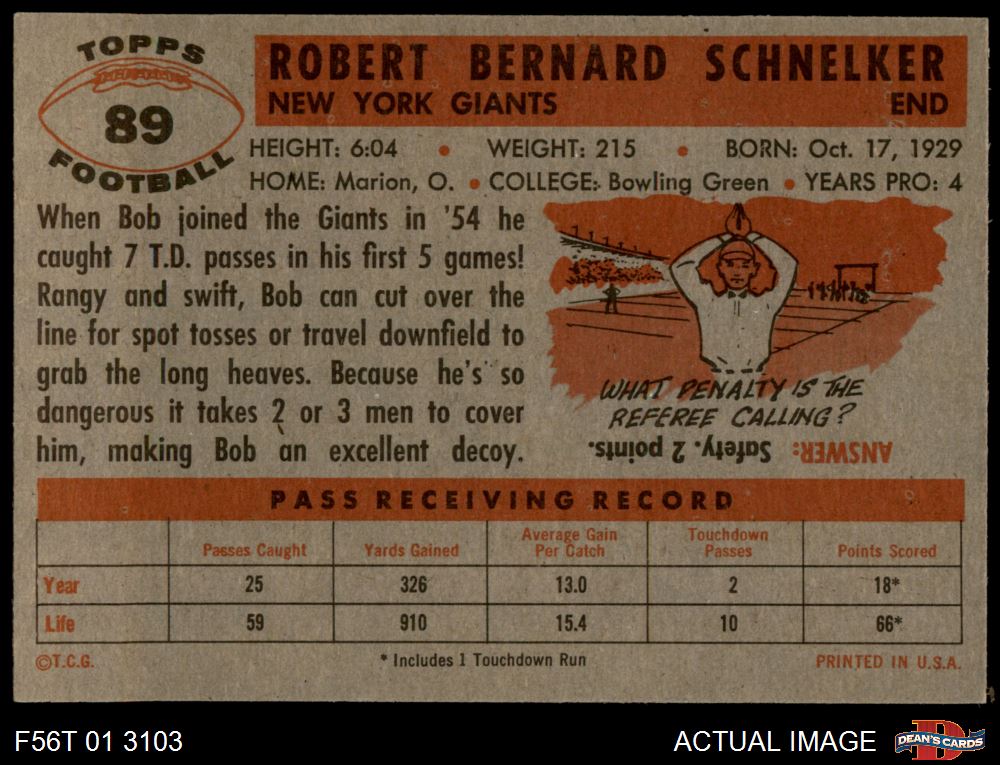 TOPPS
89
FOOTBALL
ROBERT BERNARD SCHNELKER
NEW YORK GIANTS END
HEIGHT: 6:04 • WEIGHT: 215 • BORN: Oct. 17, 1929
HOME: Marion, O. • COLLEGE: Bowling Green • YEARS PRO: 4
When Bob joined the Giants in '54 he
caught 7 T.D. passes in his first 5 games!
Rangy and swift, Bob can cut over the
line for spot tosses or travel downfield to
grab the long heaves. Because he's so
dangerous it takes 2 or 3 men to cover
him, making Bob an excellent decoy.
WHAT PENALTY IS THE
REFEREE CALLING?
ANSWER: Safety. 2 points.
PASS RECEIVING RECORD
Passes Caught Yards Gained Average Gain Per Catch Touchdown Passes Points Scored
Year 25 326 13.0 2 18*
Life 59 910 15.4 10 66*
©T.C.G. * Includes 1 Touchdown Run PRINTED IN U.S.A.
F56T 01 3103 ACTUAL IMAGE DEAN'S CARDS